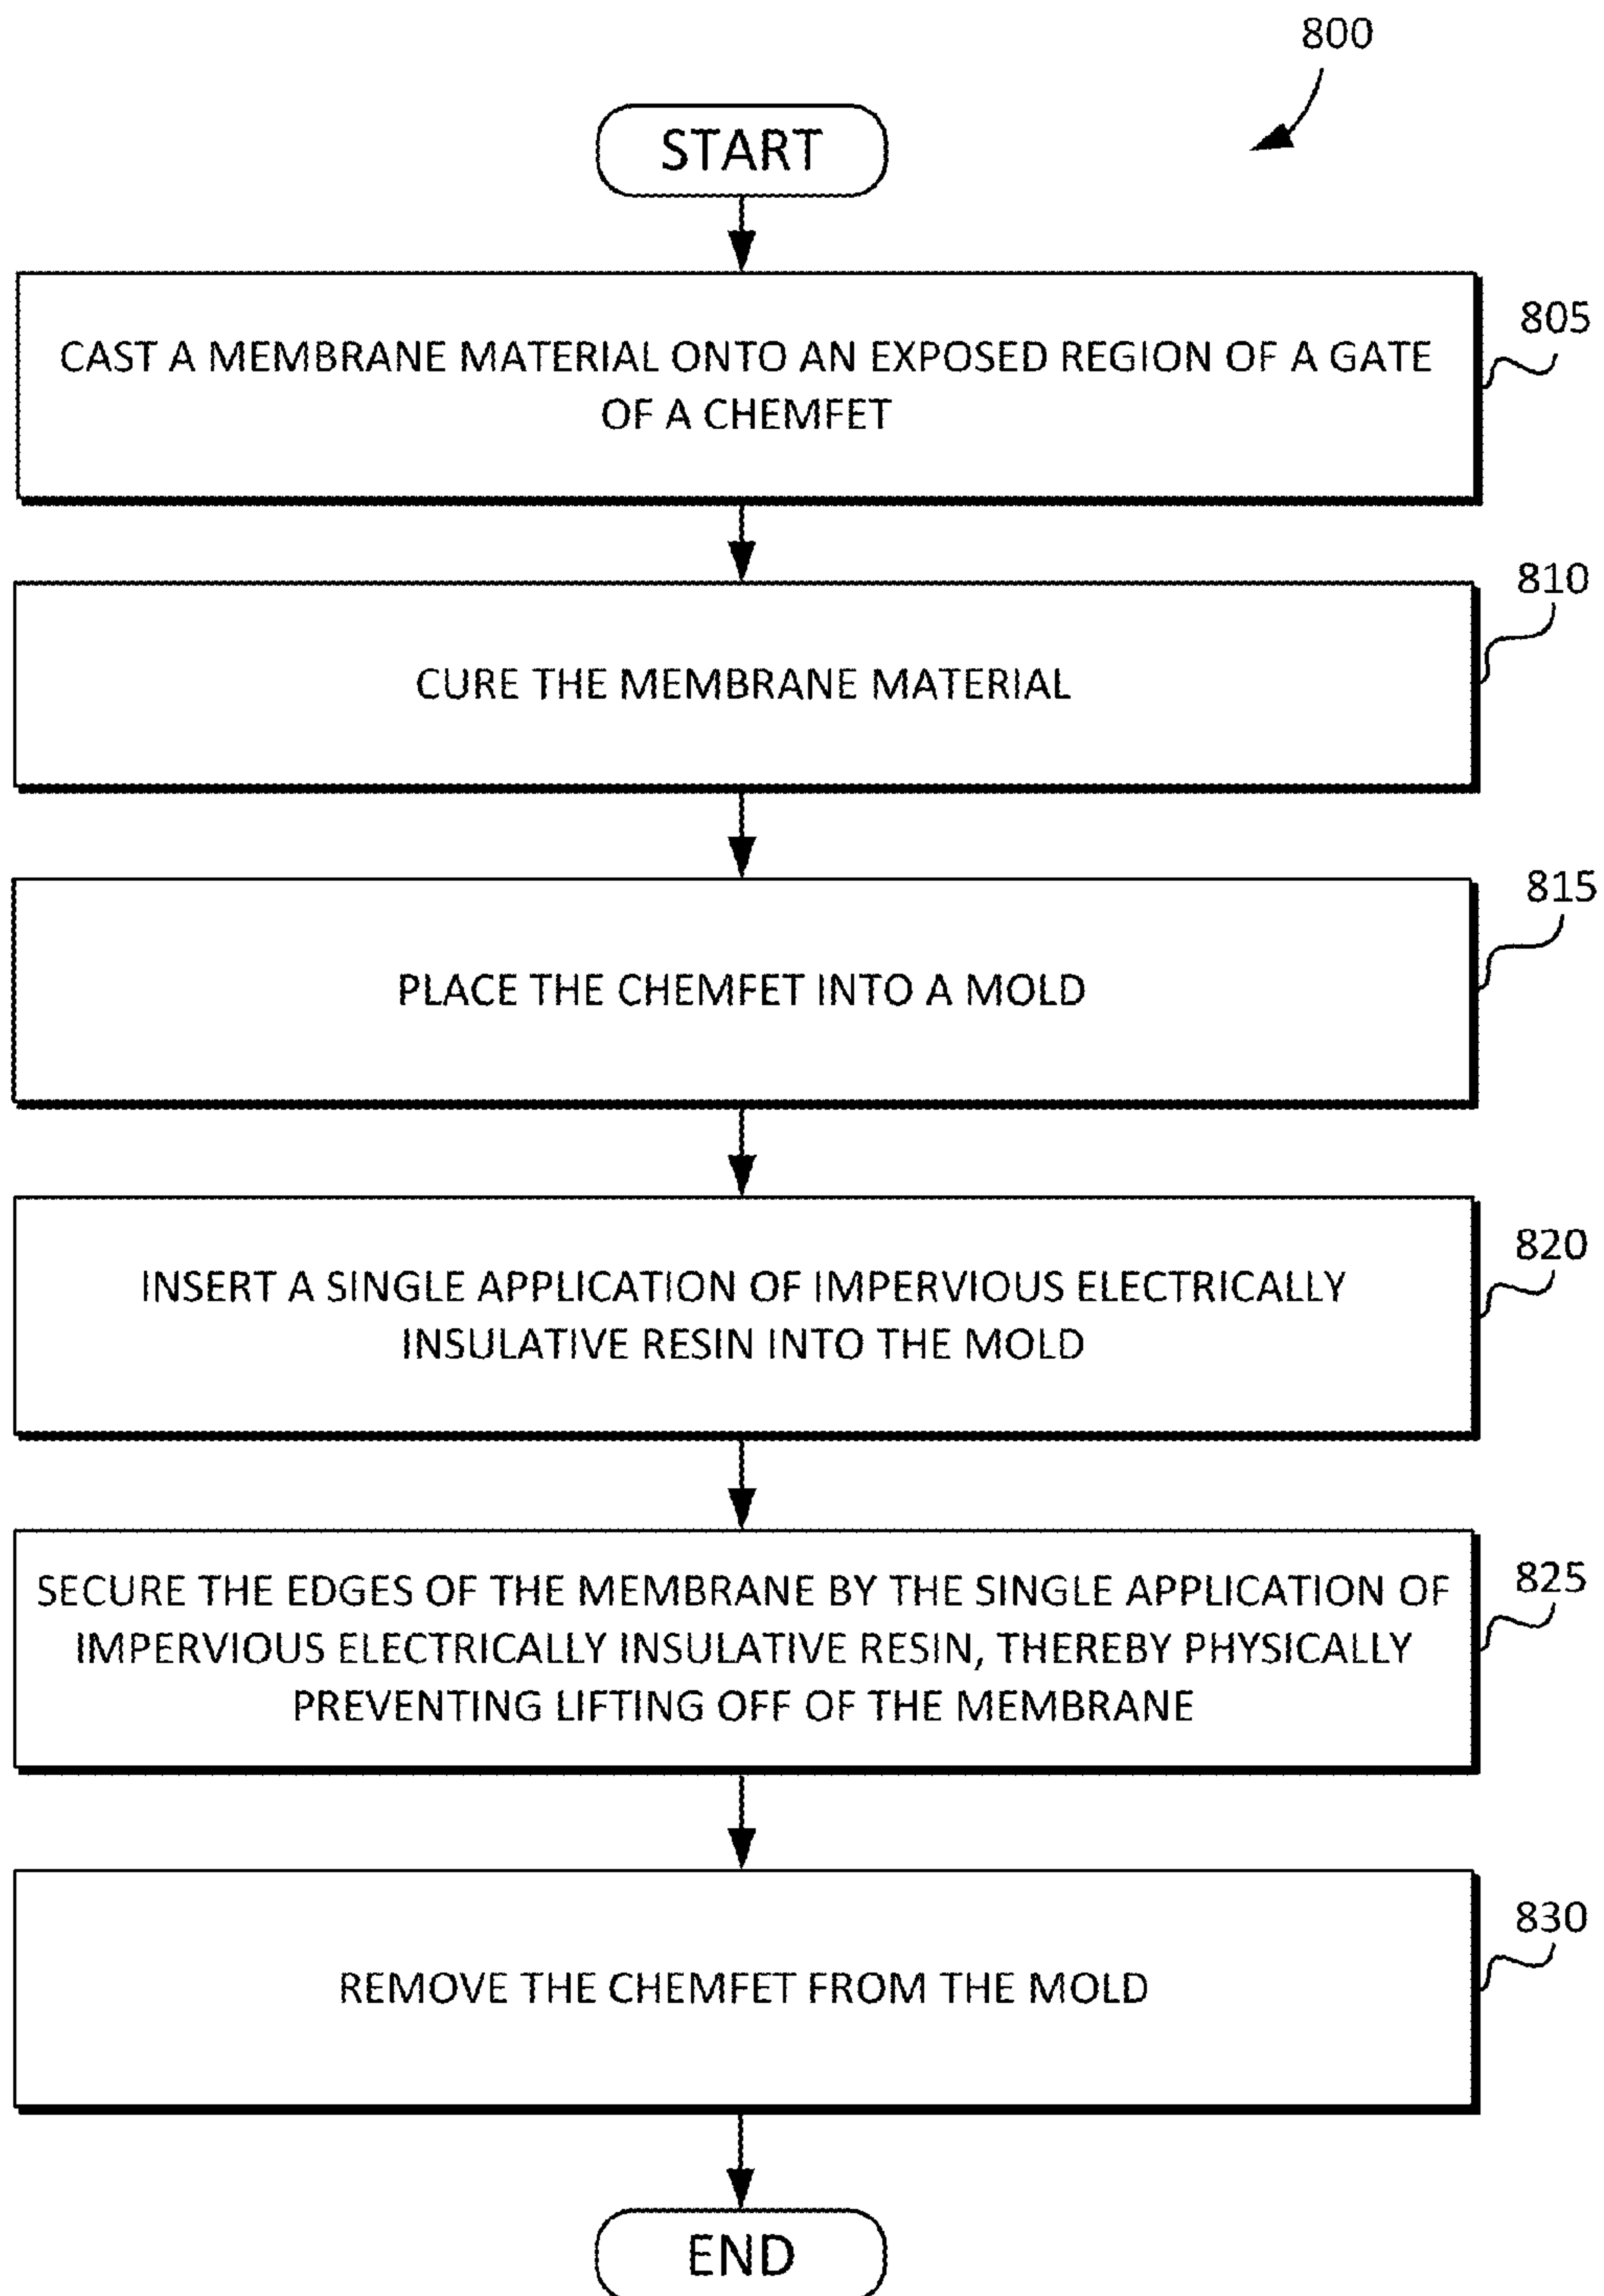 800
START
CAST A MEMBRANE MATERIAL ONTO AN EXPOSED REGION OF A GATE
OF A CHEMFET
805
CURE THE MEMBRANE MATERIAL
810
PLACE THE CHEMFET INTO A MOLD
815
INSERT A SINGLE APPLICATION OF IMPERVIOUS ELECTRICALLY
INSULATIVE RESIN INTO THE MOLD
820
SECURE THE EDGES OF THE MEMBRANE BY THE SINGLE APPLICATION OF
IMPERVIOUS ELECTRICALLY INSULATIVE RESIN, THEREBY PHYSICALLY
PREVENTING LIFTING OFF OF THE MEMBRANE
825
REMOVE THE CHEMFET FROM THE MOLD
830
END